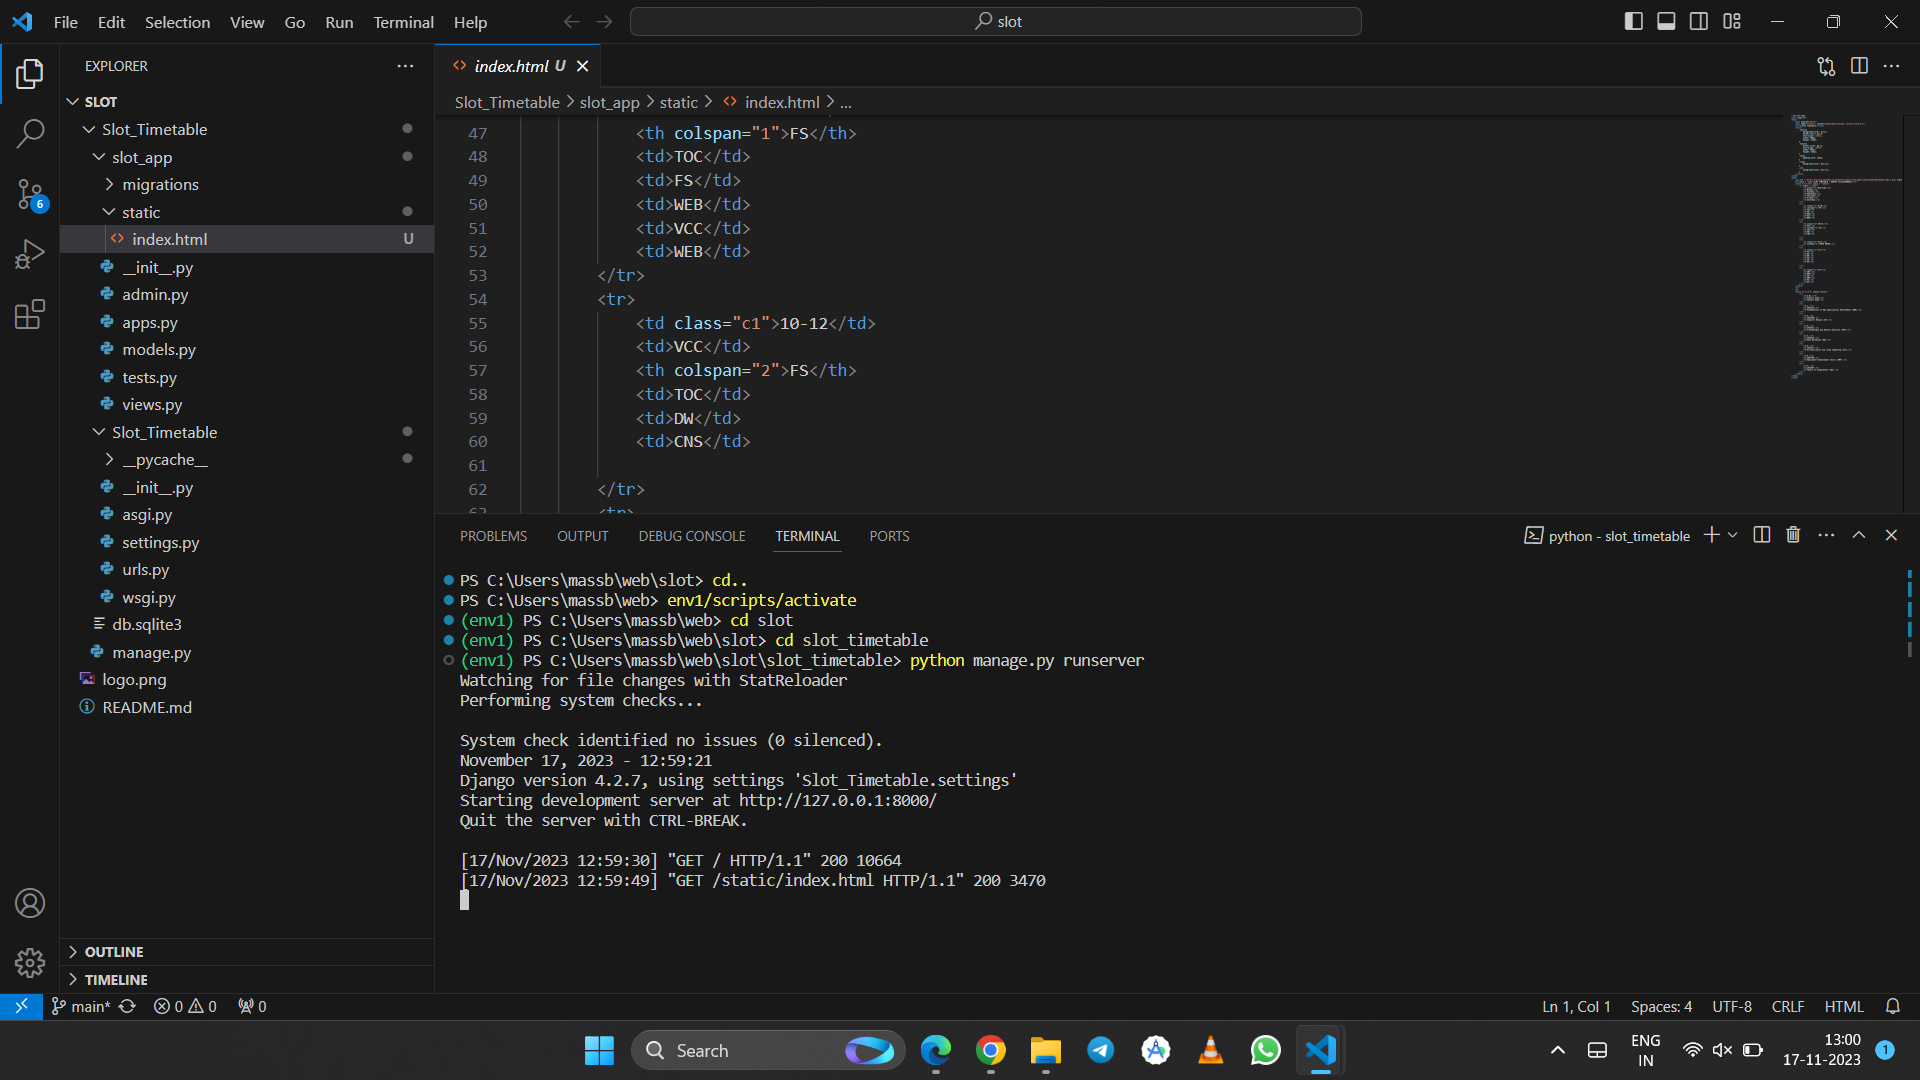 File Edit Selection View Go Run Terminal Help
slot
EXPLORER
SLOT
Slot_Timetable
slot_app
migrations
static
index.html U
__init__.py
admin.py
apps.py
models.py
tests.py
views.py
Slot_Timetable
__pycache__
__init__.py
asgi.py
settings.py
urls.py
wsgi.py
db.sqlite3
manage.py
logo.png
README.md
OUTLINE
TIMELINE
6
index.html U
Slot_Timetable > slot_app > static > index.html > ...
47 <th colspan="1">FS</th>
48 <td>TOC</td>
49 <td>FS</td>
50 <td>WEB</td>
51 <td>VCC</td>
52 <td>WEB</td>
53 </tr>
54 <tr>
55 <td class="c1">10-12</td>
56 <td>VCC</td>
57 <th colspan="2">FS</th>
58 <td>TOC</td>
59 <td>DW</td>
60 <td>CNS</td>
61
62 </tr>
63 <tr>
PROBLEMS OUTPUT DEBUG CONSOLE TERMINAL PORTS
python - slot_timetable
PS C:\Users\massb\web\slot> cd..
PS C:\Users\massb\web> env1/scripts/activate
(env1) PS C:\Users\massb\web> cd slot
(env1) PS C:\Users\massb\web\slot> cd slot_timetable
(env1) PS C:\Users\massb\web\slot\slot_timetable> python manage.py runserver
Watching for file changes with StatReloader
Performing system checks...
System check identified no issues (0 silenced).
November 17, 2023 - 12:59:21
Django version 4.2.7, using settings 'Slot_Timetable.settings'
Starting development server at http://127.0.0.1:8000/
Quit the server with CTRL-BREAK.
[17/Nov/2023 12:59:30] "GET / HTTP/1.1" 200 10664
[17/Nov/2023 12:59:49] "GET /static/index.html HTTP/1.1" 200 3470
main* 0 0 0
Ln 1, Col 1 Spaces: 4 UTF-8 CRLF HTML
Search
ENG
IN
13:00
17-11-2023
1